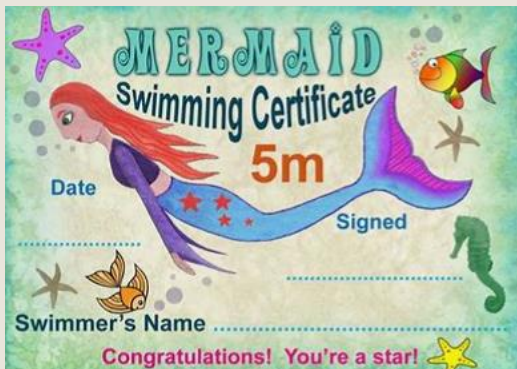 MERMAID
Swimming Certificate
5m
Date
Signed
Swimmer's Name
Congratulations! You're a star!